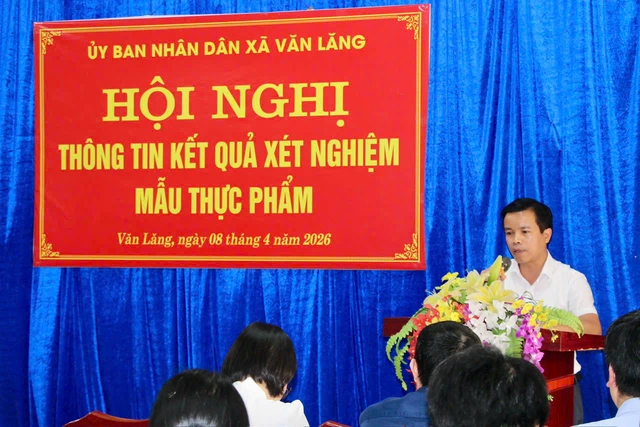 ỦY BAN NHÂN DÂN XÃ VĂN LĂNG
HỘI NGHỊ
THÔNG TIN KẾT QUẢ XÉT NGHIỆM
MẪU THỰC PHẨM
Văn Lăng, ngày 08 tháng 4 năm 2026